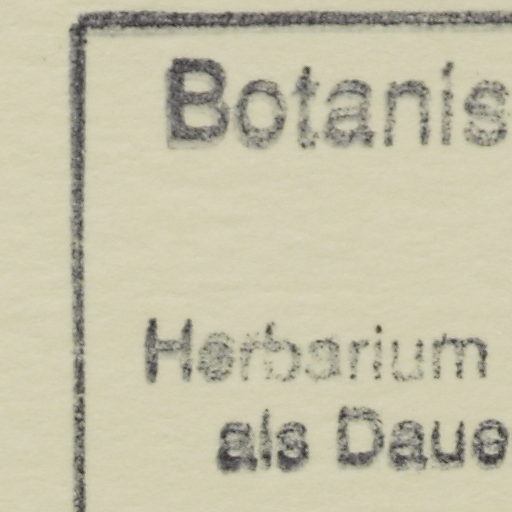 Botanis
Herbarium
als Daue